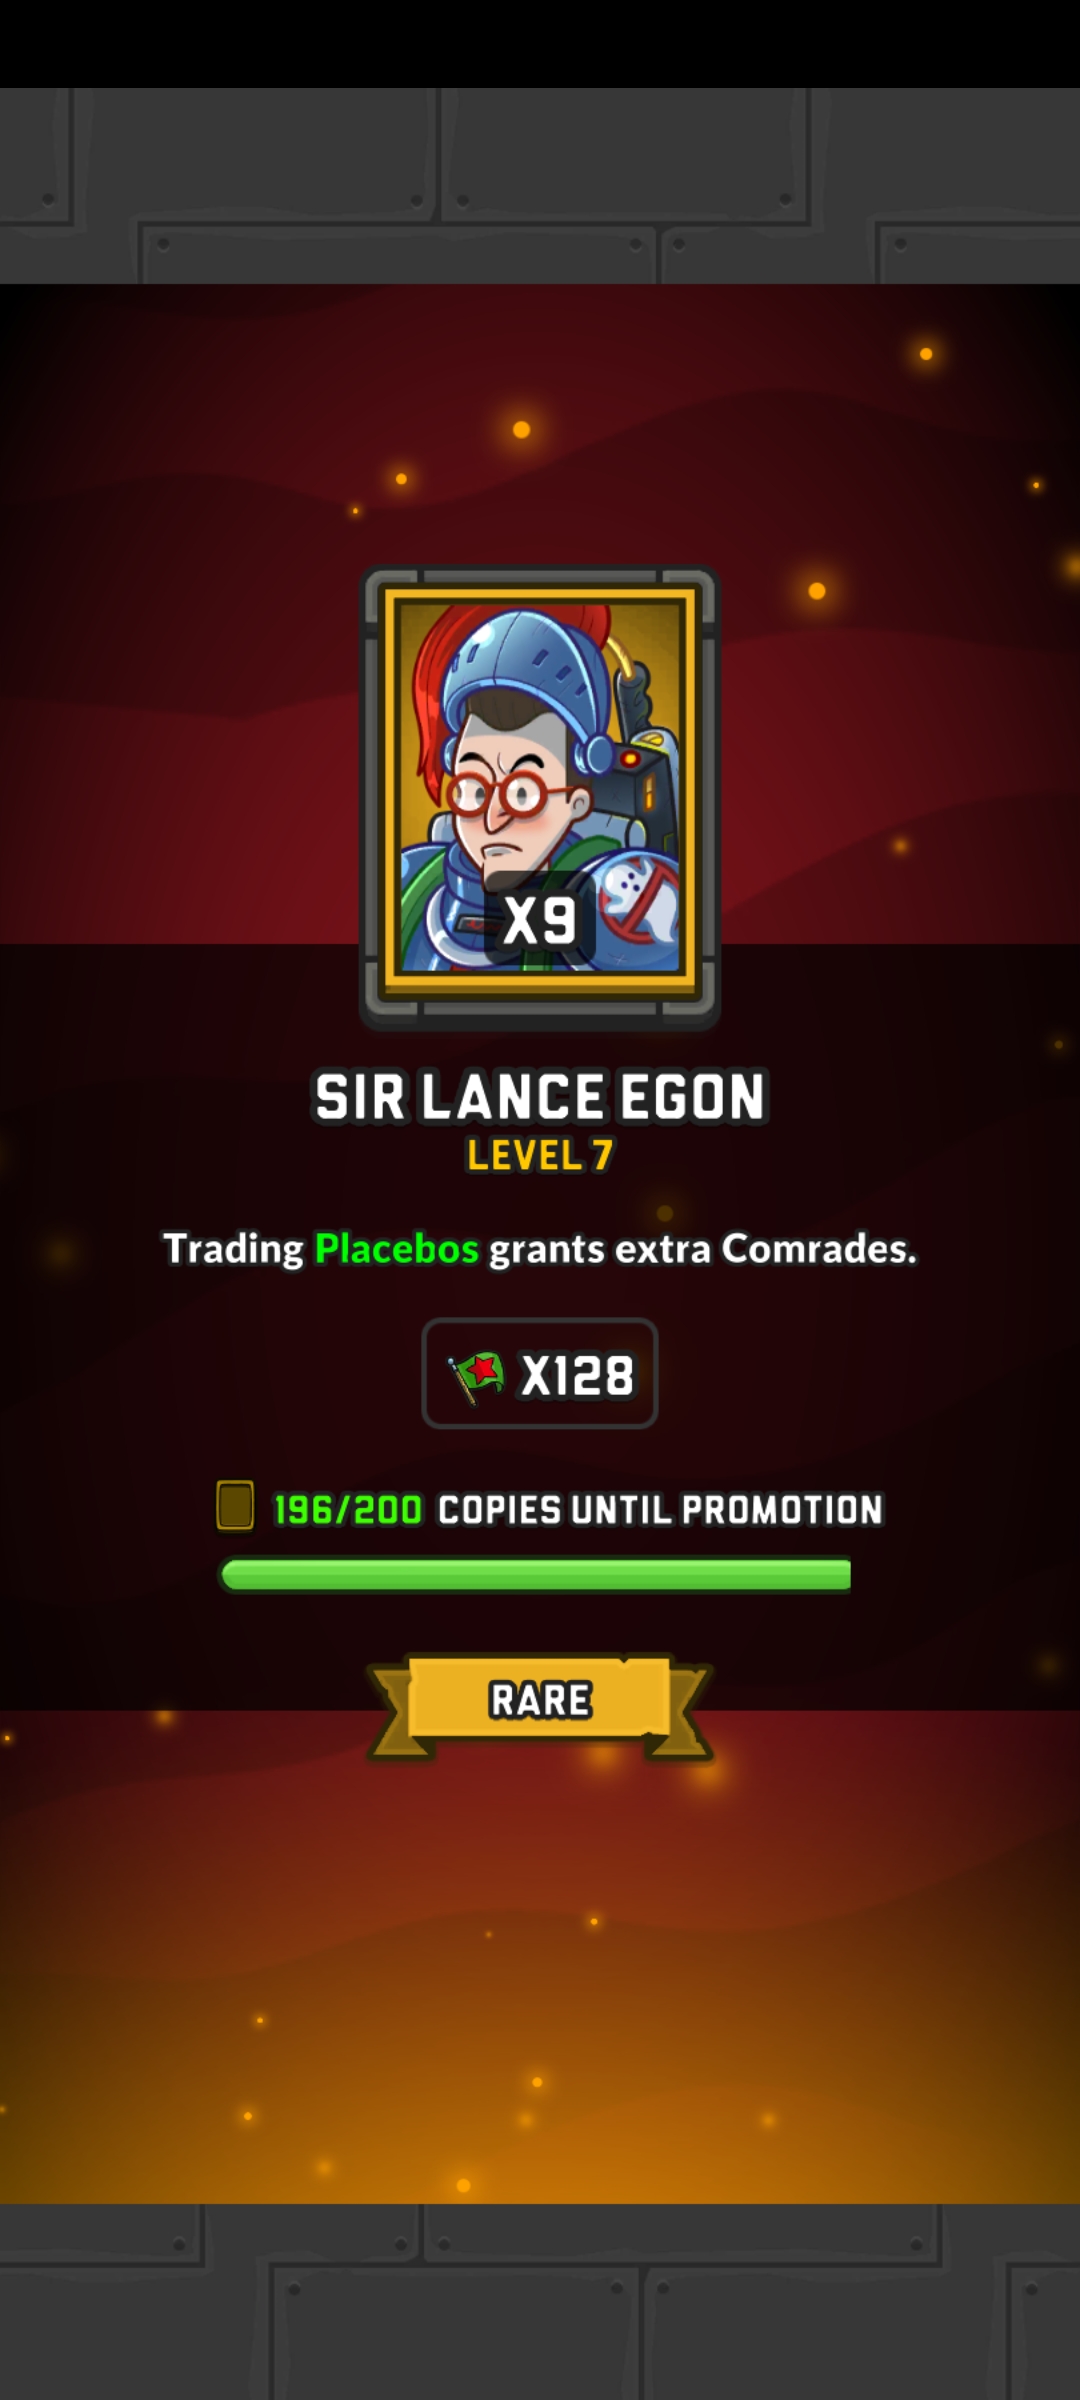 X9
SIR LANCE EGON
LEVEL 7
Trading Placebos grants extra Comrades.
X128
196/200 COPIES UNTIL PROMOTION
RARE